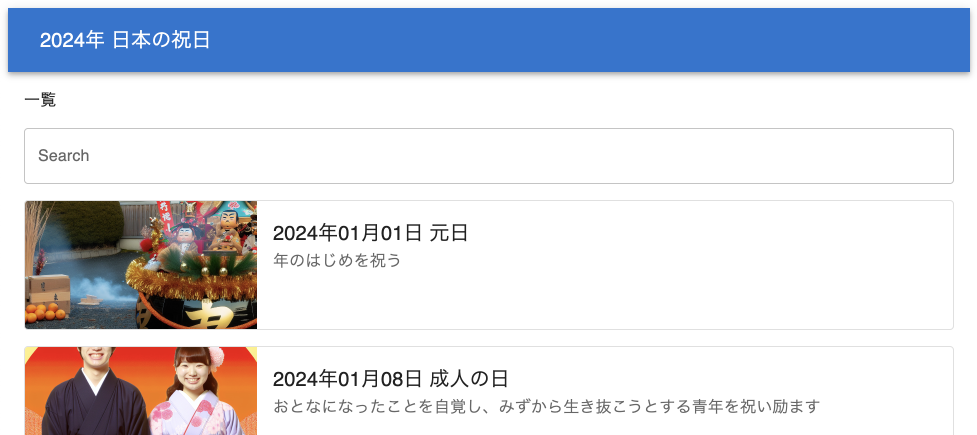 2024年 日本の祝日
一覧
Search
2024年01月01日 元日
年のはじめを祝う
2024年01月08日 成人の日
おとなになったことを自覚し、みずから生き抜こうとする青年を祝い励ます